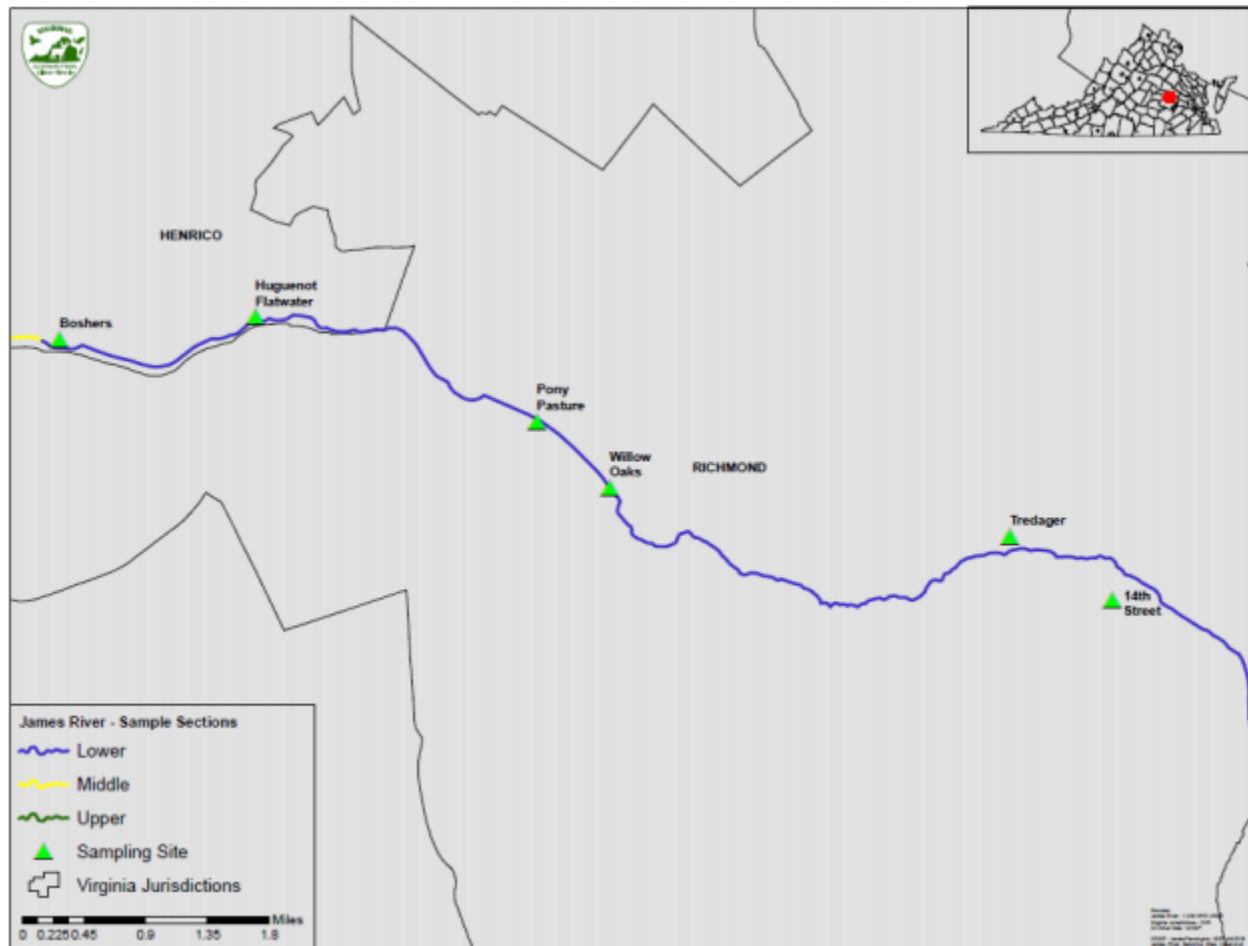 VIRGINIA
HENRICO
Huguenot
Flatwater
Boshers
Pony
Pasture
Willow
Oaks
RICHMOND
Tredager
14th
Street
James River - Sample Sections
Lower
Middle
Upper
Sampling Site
Virginia Jurisdictions
Miles
0 0.225 0.45 0.9 1.35 1.8